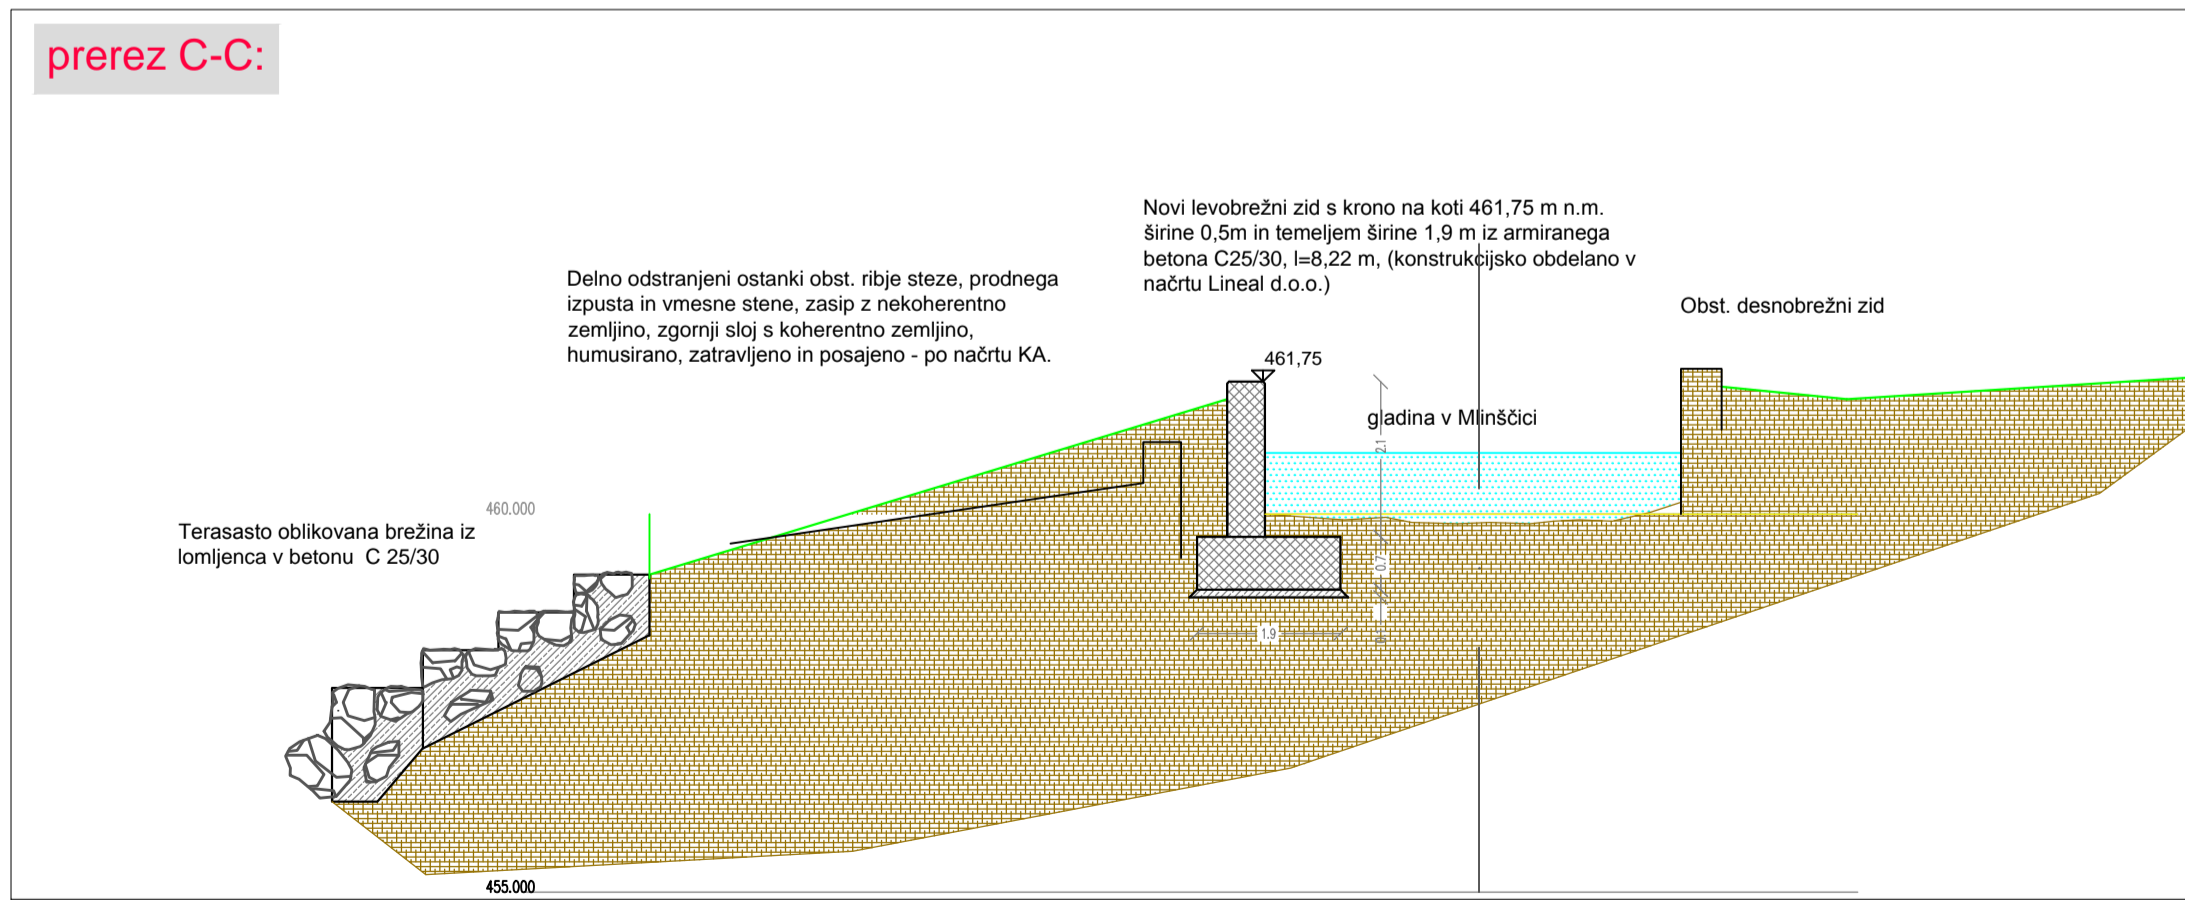 prerez C-C:
Novi levobrežni zid s krono na koti 461,75 m n.m.
širine 0,5m in temeljem širine 1,9 m iz armiranega
betona C25/30, l=8,22 m, (konstrukcijsko obdelano v
načrtu Lineal d.o.o.)
Delno odstranjeni ostanki obst. ribje steze, prodnega
izpusta in vmesne stene, zasip z nekoherentno
zemljino, zgornji sloj s koherentno zemljino,
humusirano, zatravljeno in posajeno - po načrtu KA.
Obst. desnobrežni zid
461,75
gladina v Mlinščici
2.1
460.000
Terasasto oblikovana brežina iz
lomljenca v betonu C 25/30
0.7
1.9
455.000